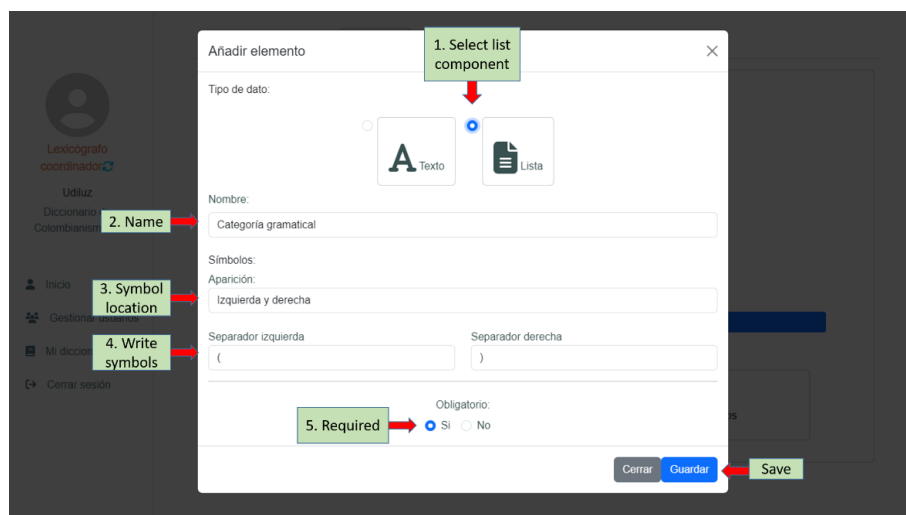 Añadir elemento
1. Select list
component
Tipo de dato:
Texto
Lista
Nombre:
2. Name
Categoría gramatical
Símbolos:
Aparición:
3. Symbol
location
Izquierda y derecha
Separador izquierda
Separador derecha
4. Write
symbols
(
)
Obligatorio:
5. Required
Si
No
Cerrar
Guardar
Save
Lexicógrafo
coordinador
Udiluz
Diccionario
Colombianism
Inicio
Gestionar usuarios
Mi diccion
Cerrar sesión
os